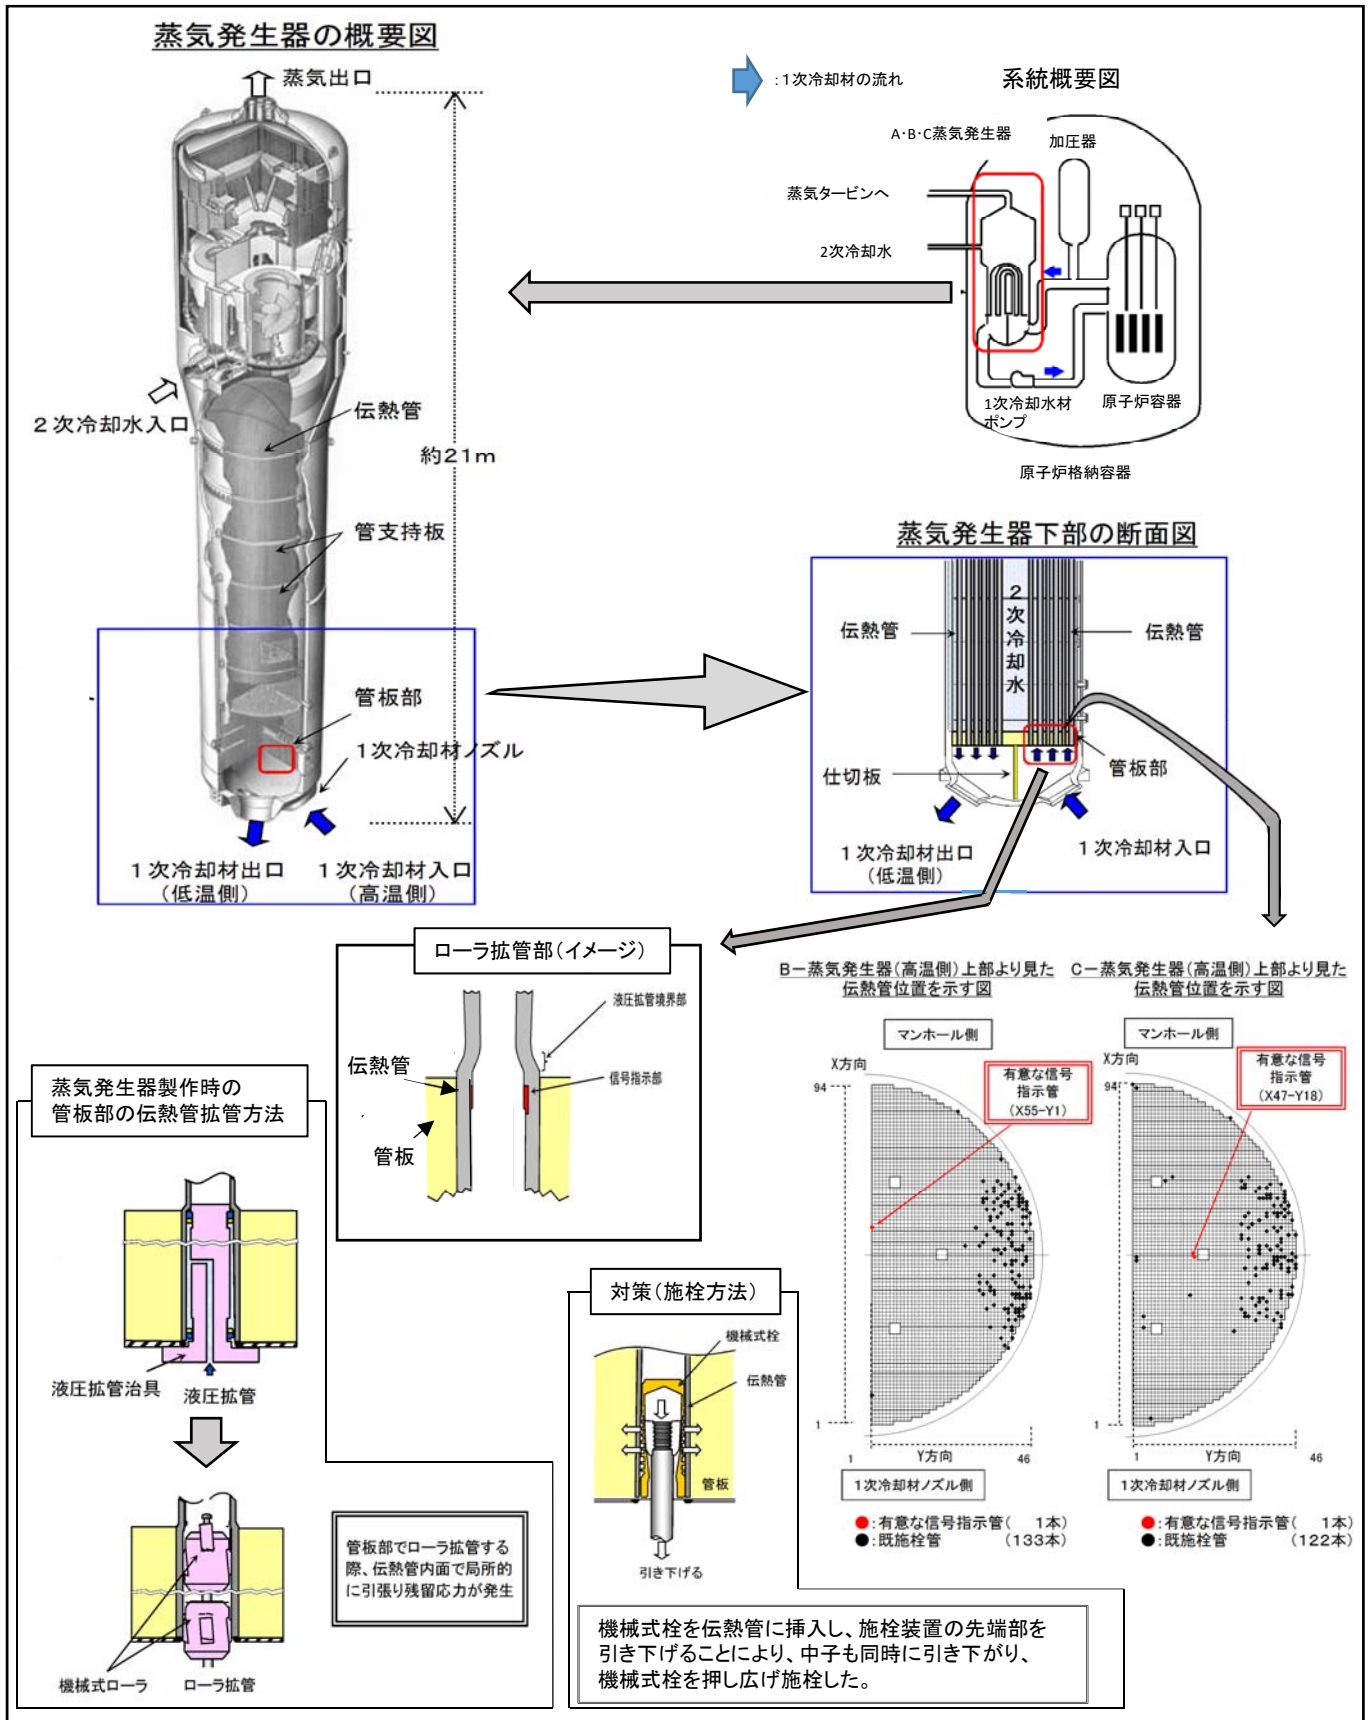 蒸気発生器の概要図
蒸気出口
約21m
2次冷却水入口
伝熱管
管支持板
管板部
1次冷却材ノズル
1次冷却材出口
(低温側)
1次冷却材入口
(高温側)
:1次冷却材の流れ
系統概要図
A・B・C蒸気発生器
加圧器
蒸気タービンへ
2次冷却水
1次冷却水材
ポンプ
原子炉容器
原子炉格納容器
蒸気発生器下部の断面図
伝熱管
2次冷却水
伝熱管
仕切板
管板部
1次冷却材出口
(低温側)
1次冷却材入口
ローラ拡管部(イメージ)
液圧拡管境界部
伝熱管
信号指示部
管板
蒸気発生器製作時の
管板部の伝熱管拡管方法
液圧拡管治具
液圧拡管
機械式ローラ
ローラ拡管
管板部でローラ拡管する
際、伝熱管内面で局所的
に引張り残留応力が発生
B-蒸気発生器(高温側)上部より見た
伝熱管位置を示す図
マンホール側
X方向
94
有意な信号
指示管
(X55-Y1)
1
1
Y方向
46
1次冷却材ノズル側
●:有意な信号指示管( 1本)
●:既施栓管 (133本)
C-蒸気発生器(高温側)上部より見た
伝熱管位置を示す図
マンホール側
X方向
94
有意な信号
指示管
(X47-Y18)
1
1
Y方向
46
1次冷却材ノズル側
●:有意な信号指示管( 1本)
●:既施栓管 (122本)
対策(施栓方法)
機械式栓
伝熱管
管板
引き下げる
機械式栓を伝熱管に挿入し、施栓装置の先端部を
引き下げることにより、中子も同時に引き下がり、
機械式栓を押し広げ施栓した。